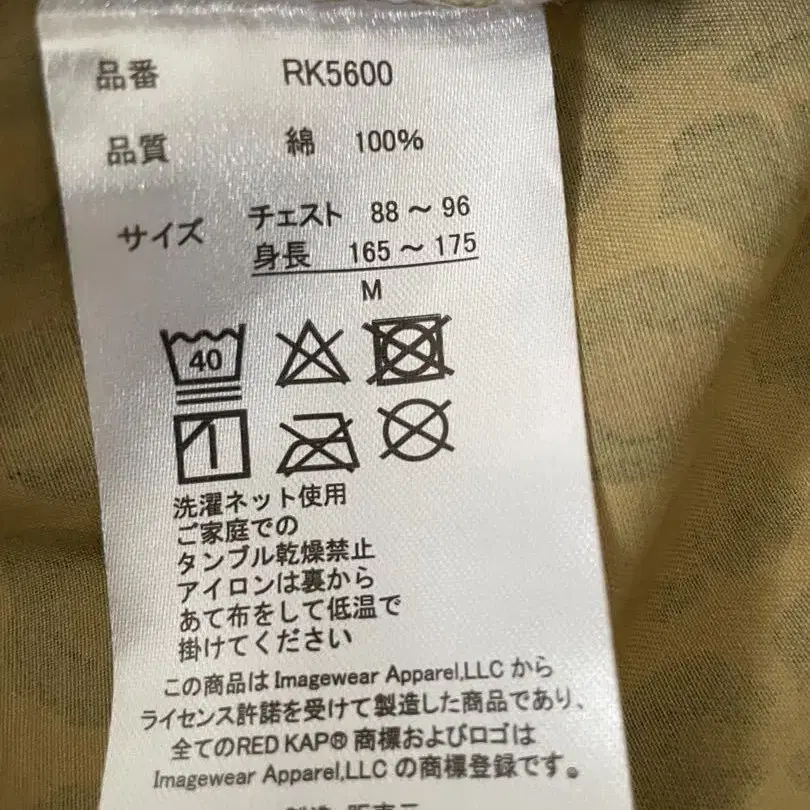 品番 RK5600
品質 綿 100%
サイズ チェスト 88 ～ 96
身長 165 ～ 175
M
40
洗濯ネット使用
ご家庭での
タンブル乾燥禁止
アイロンは裏から
あて布をして低温で
掛けてください
この商品は Imagewear Apparel,LLC から
ライセンス許諾を受けて製造した商品であり、
全てのRED KAP® 商標およびロゴは
Imagewear Apparel,LLC の商標登録です。